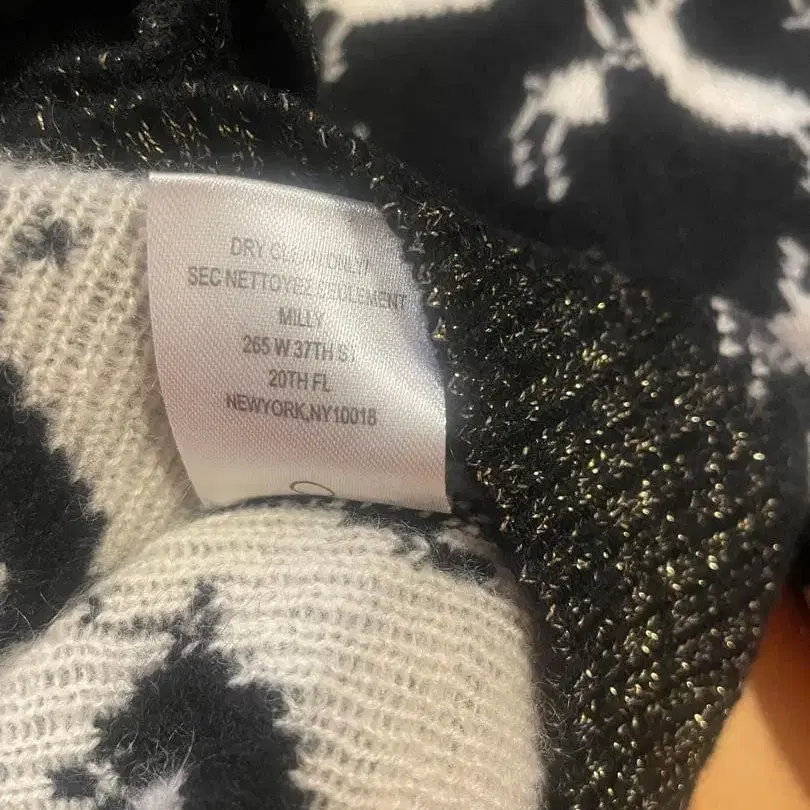 DRY CLEAN ONLY/
SEC NETTOYEZ SEULEMENT
MILLY
265 W 37TH ST
20TH FL
NEWYORK,NY10018